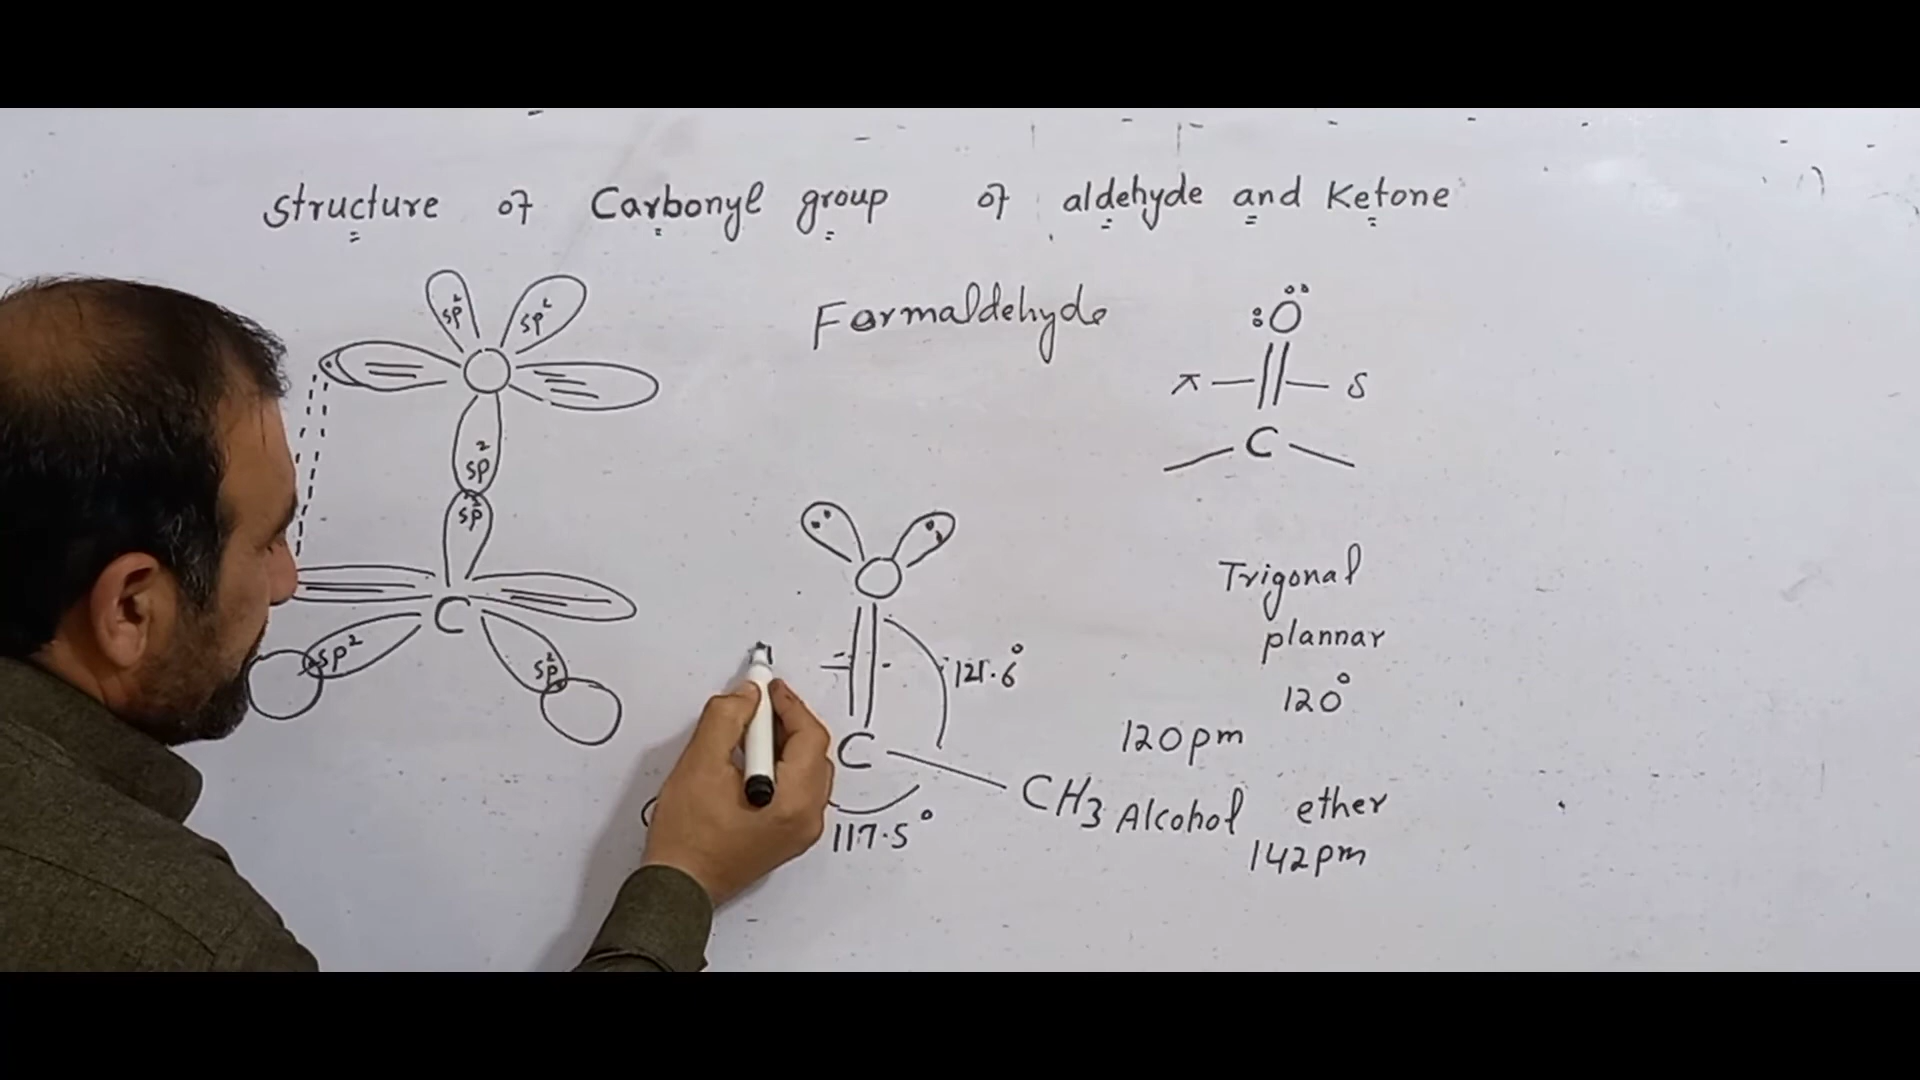 structure of Carbonyl group of aldehyde and Ketone
Formaldehyde
sp2 sp2
sp2
sp2
C
sp2 sp2
O
π S
C
Trigonal
plannar
120°
121.6°
C
CH3
117.5°
120pm
Alcohol ether
142pm